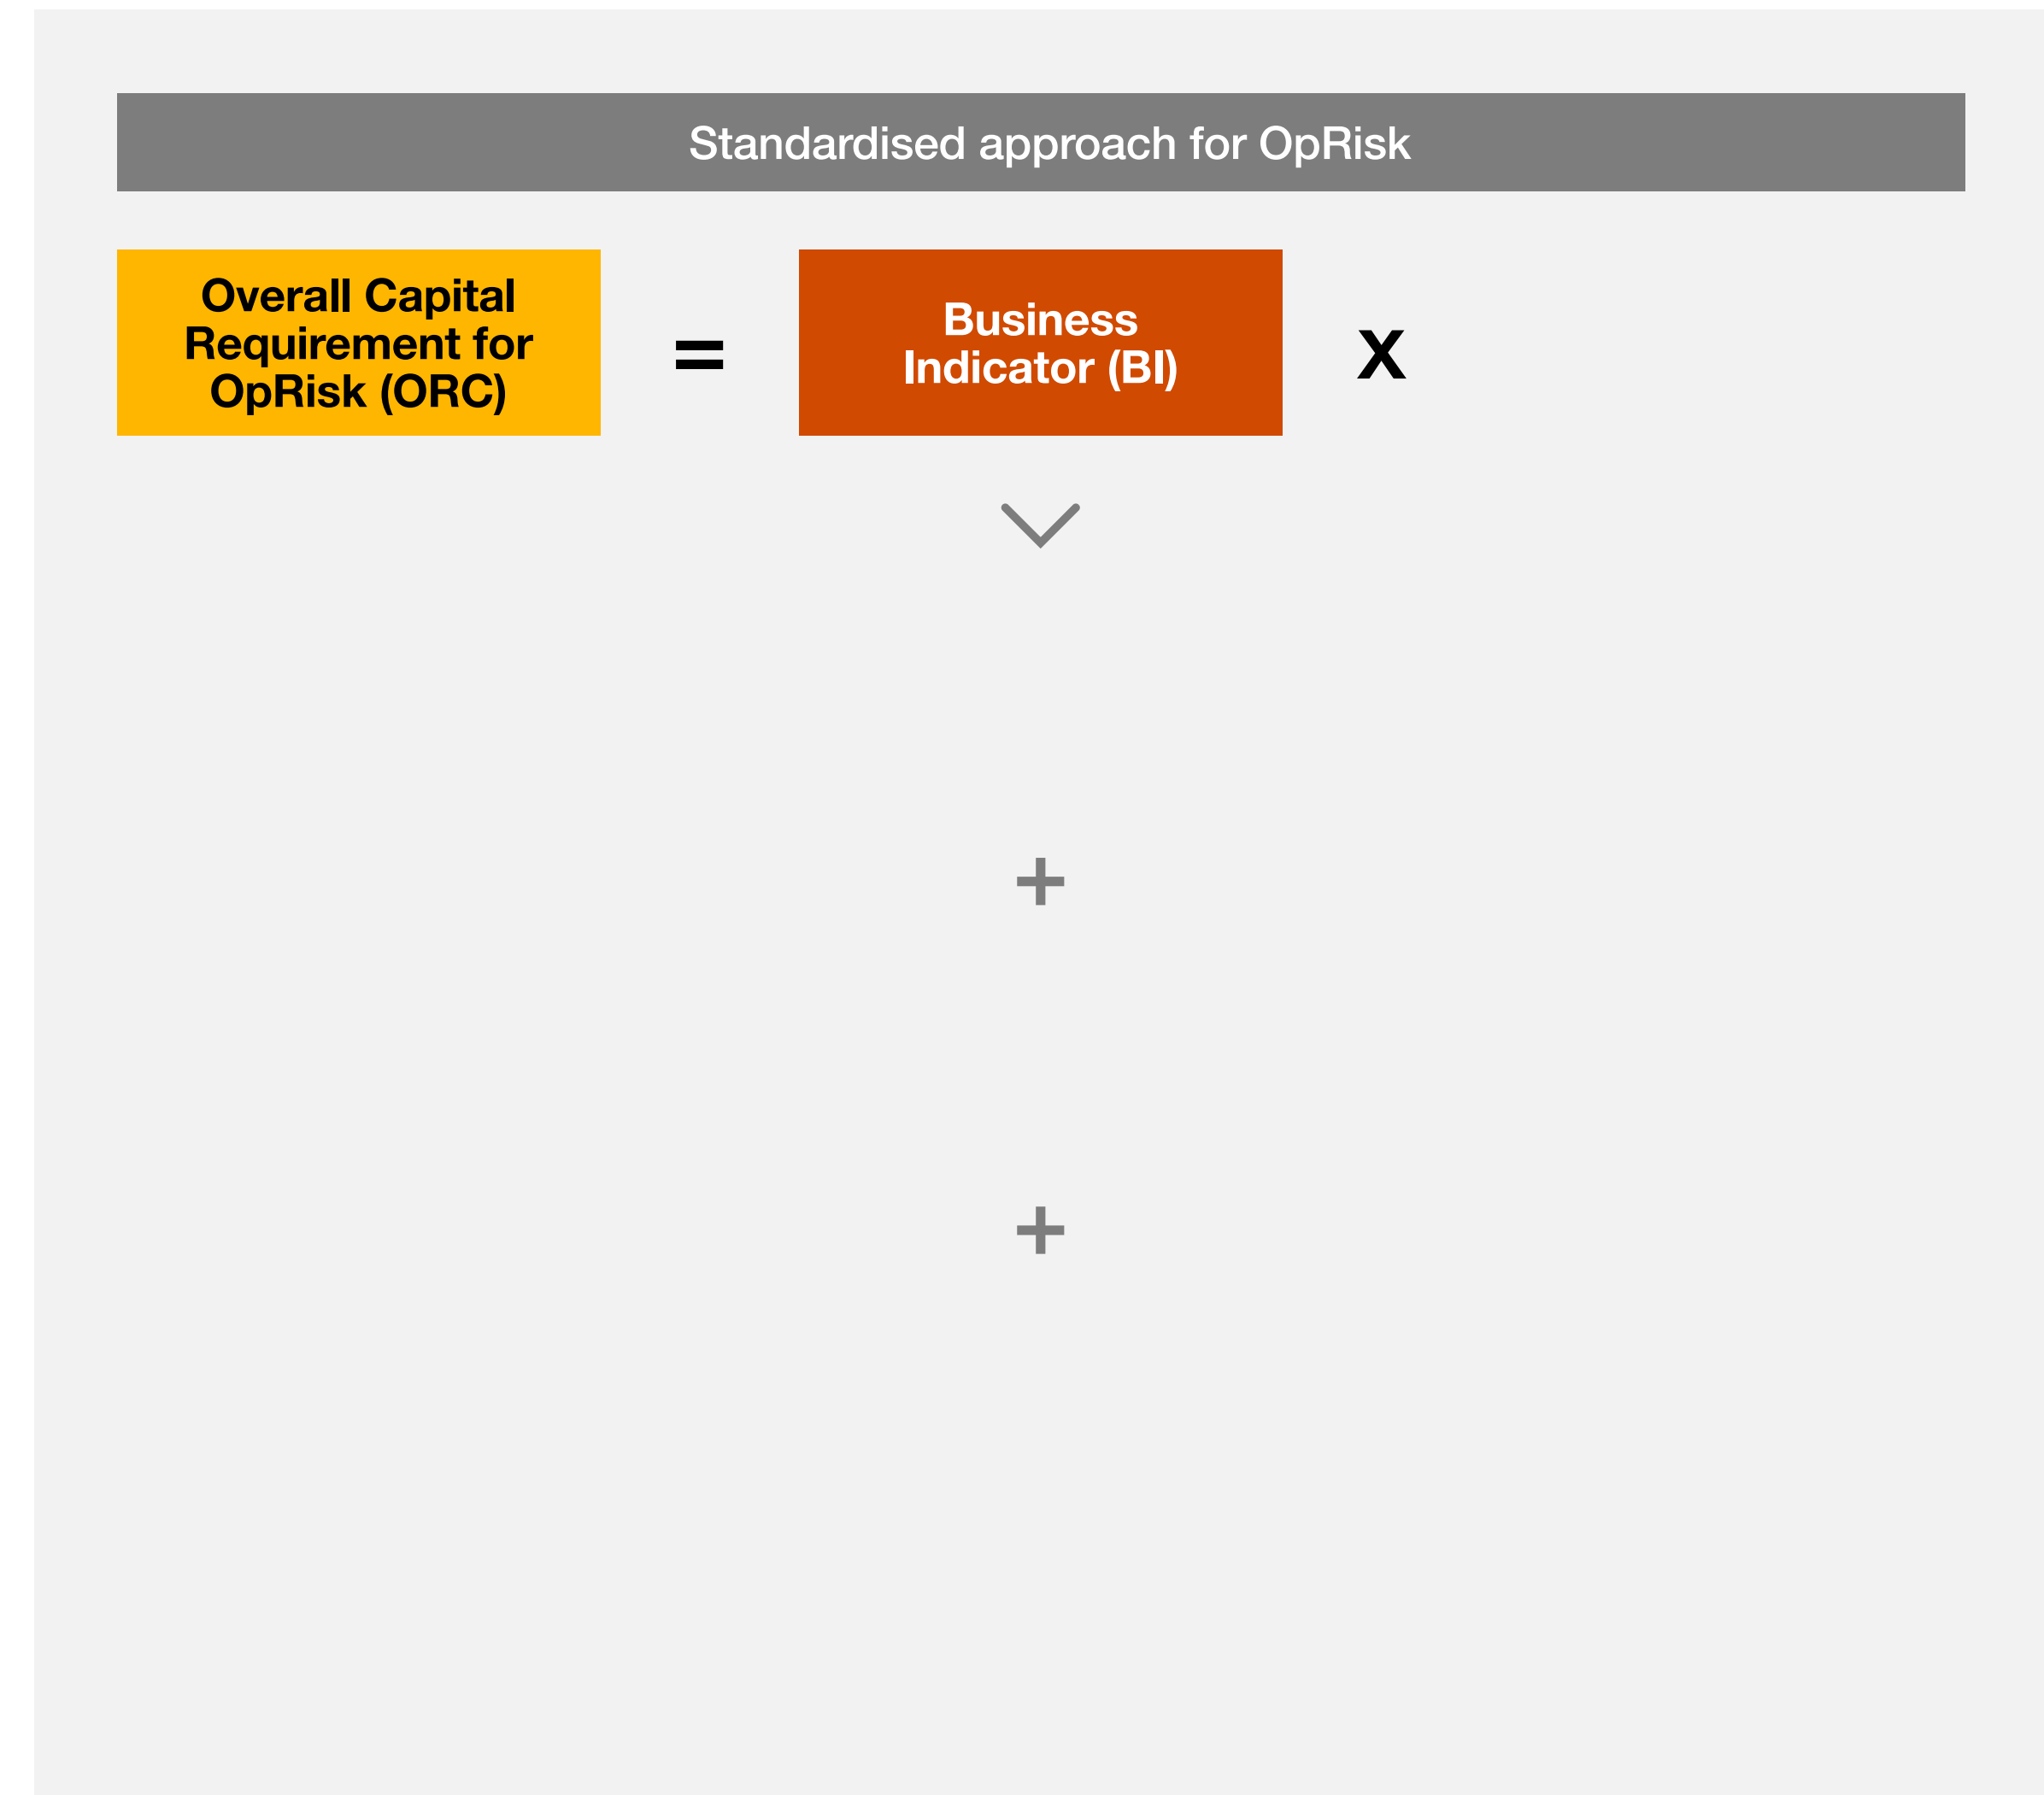 Standardised approach for OpRisk
Overall Capital
Requirement for
OpRisk (ORC)
=
Business
Indicator (BI)
x
+
+